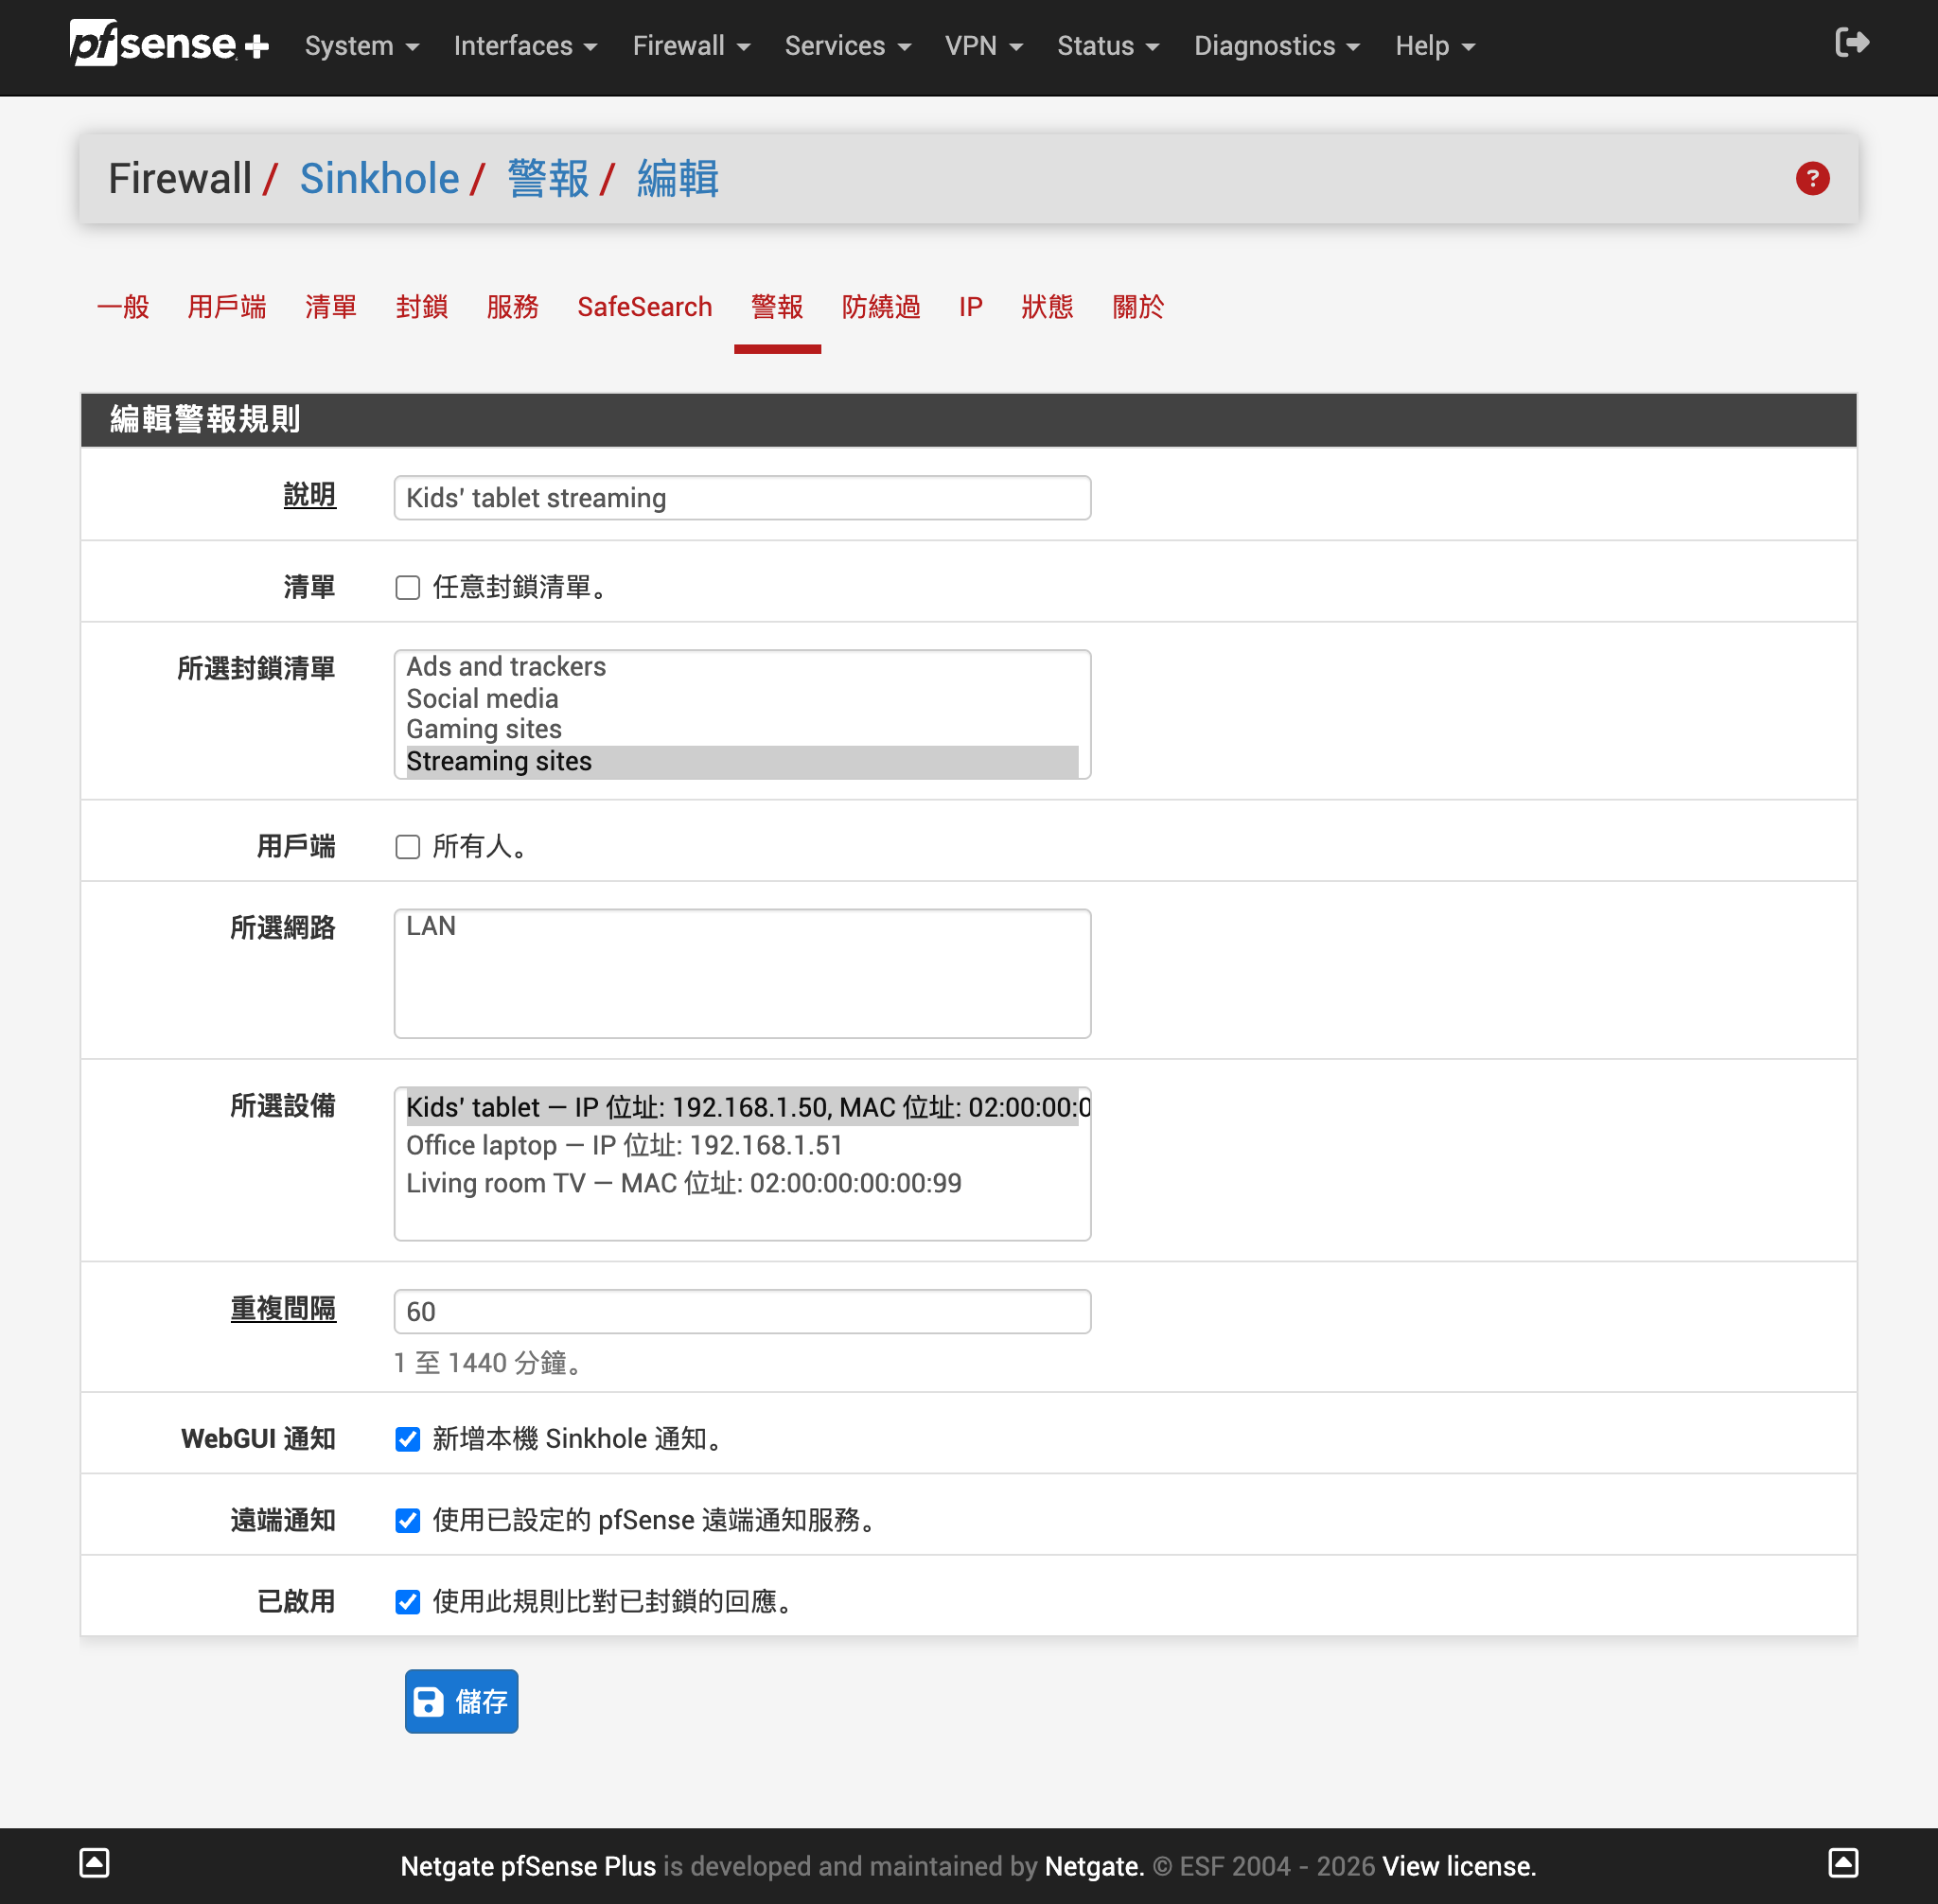 pfsense+ System Interfaces Firewall Services VPN Status Diagnostics Help
Firewall / Sinkhole / 警報 / 編輯
一般 用戶端 清單 封鎖 服務 SafeSearch 警報 防繞過 IP 狀態 關於
編輯警報規則
說明 Kids' tablet streaming
清單 任意封鎖清單。
所選封鎖清單 Ads and trackers
Social media
Gaming sites
Streaming sites
用戶端 所有人。
所選網路 LAN
所選設備 Kids' tablet — IP 位址: 192.168.1.50, MAC 位址: 02:00:00:0
Office laptop — IP 位址: 192.168.1.51
Living room TV — MAC 位址: 02:00:00:00:00:99
重複間隔 60
1 至 1440 分鐘。
WebGUI 通知 新增本機 Sinkhole 通知。
遠端通知 使用已設定的 pfSense 遠端通知服務。
已啟用 使用此規則比對已封鎖的回應。
儲存
Netgate pfSense Plus is developed and maintained by Netgate. © ESF 2004 - 2026 View license.